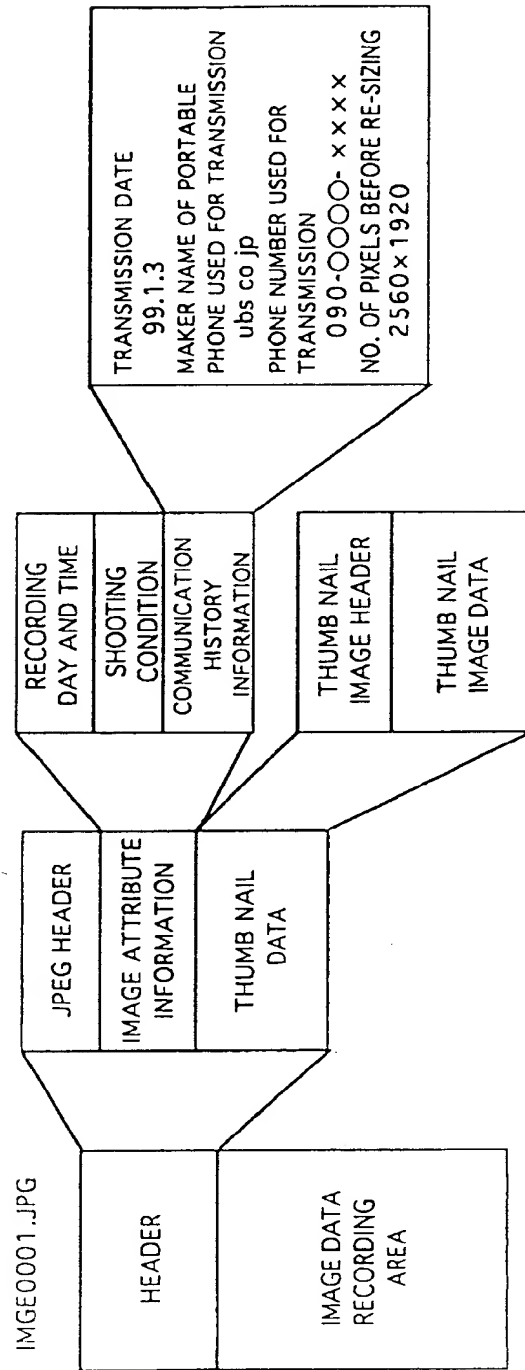 IMGE0001.JPG
HEADER
IMAGE DATA
RECORDING
AREA
JPEG HEADER
IMAGE ATTRIBUTE
INFORMATION
THUMB NAIL
DATA
RECORDING
DAY AND TIME
SHOOTING
CONDITION
COMMUNICATION
HISTORY
INFORMATION
THUMB NAIL
IMAGE HEADER
THUMB NAIL
IMAGE DATA
TRANSMISSION DATE
99.1.3
MAKER NAME OF PORTABLE
PHONE USED FOR TRANSMISSION
ubs co jp
PHONE NUMBER USED FOR
TRANSMISSION
090-○○○○-××××
NO. OF PIXELS BEFORE RE-SIZING
2560×1920